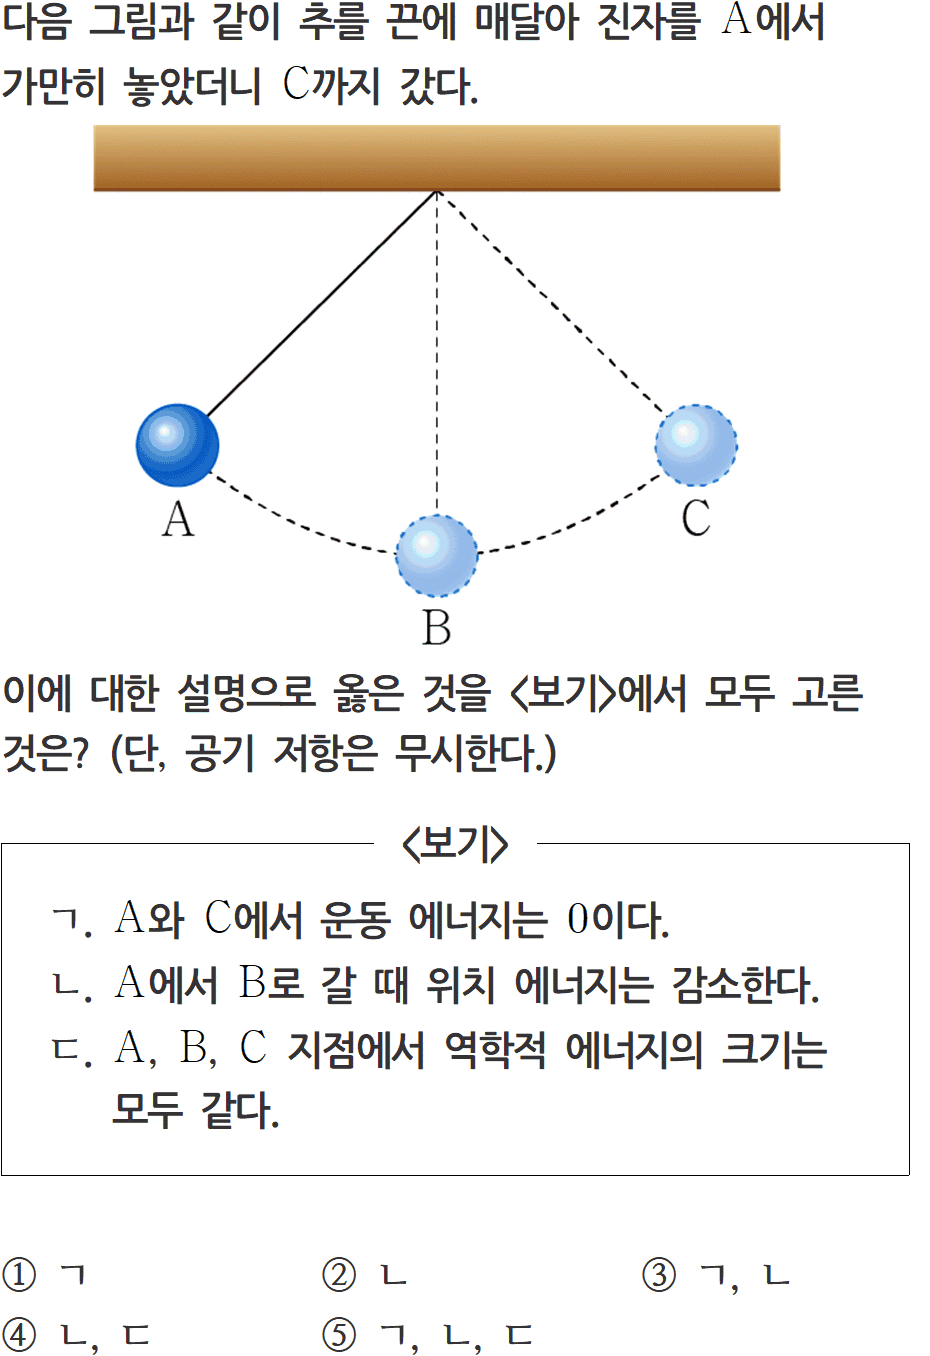 다음 그림과 같이 추를 끈에 매달아 진자를 A에서
가만히 놓았더니 C까지 갔다.
A
C
B
이에 대한 설명으로 옳은 것을 <보기>에서 모두 고른
것은? (단, 공기 저항은 무시한다.)
<보기>
ㄱ. A와 C에서 운동 에너지는 0이다.
ㄴ. A에서 B로 갈 때 위치 에너지는 감소한다.
ㄷ. A, B, C 지점에서 역학적 에너지의 크기는
모두 같다.
① ㄱ ② ㄴ ③ ㄱ, ㄴ
④ ㄴ, ㄷ ⑤ ㄱ, ㄴ, ㄷ